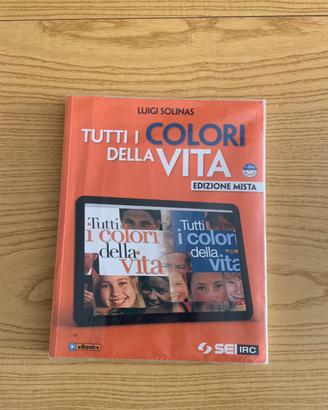 LUIGI SOLINAS
TUTTI I COLORI
DELLA VITA
EDIZIONE MISTA
Tutti
i colori
della
vita
Tutti
i colori
della
vita
eBook+
SEI IRC